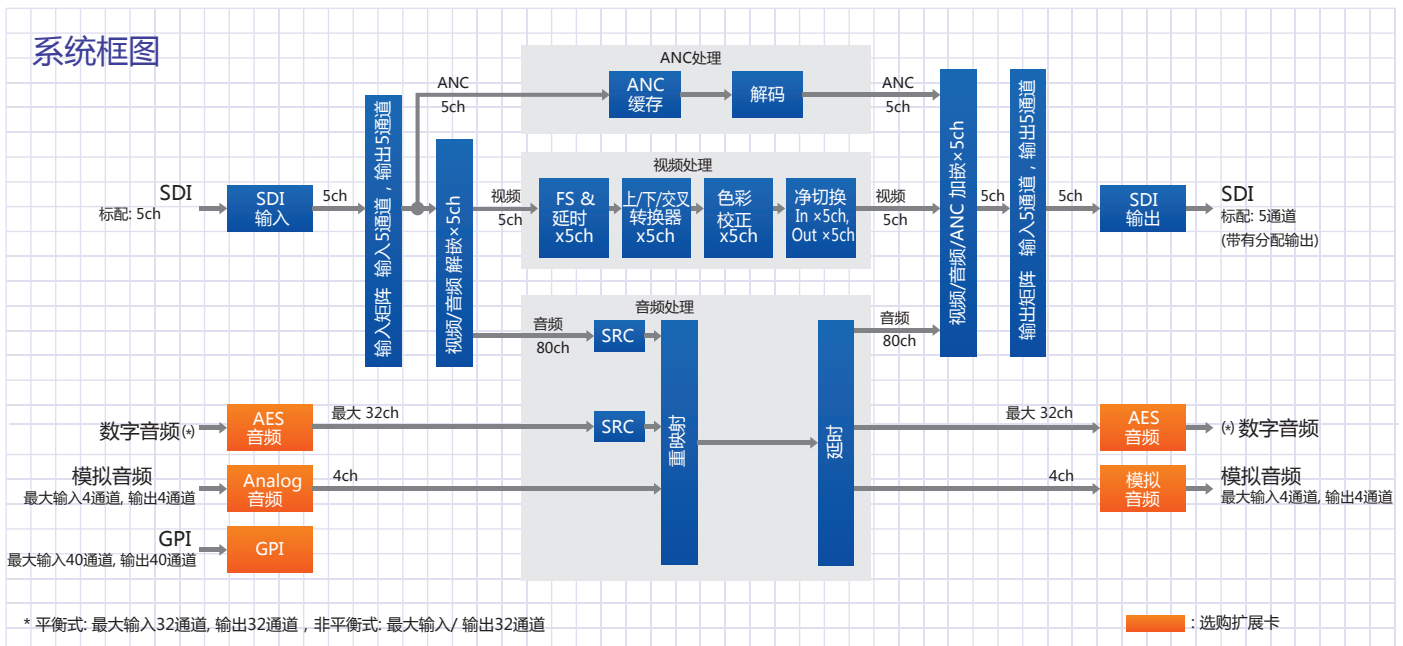 系统框图
ANC处理
ANC
5ch
ANC
缓存
解码
ANC
5ch
SDI
标配: 5ch
SDI
输入
5ch
输入矩阵 输入5通道，输出5通道
视频/音频 解嵌×5ch
视频
5ch
视频处理
FS &
延时
x5ch
上/下/交叉
转换器
x5ch
色彩
校正
x5ch
净切换
In ×5ch,
Out ×5ch
视频
5ch
视频/音频/ANC 加嵌×5ch
5ch
输出矩阵 输入5通道，输出5通道
5ch
SDI
输出
SDI
标配: 5通道
(带有分配输出)
音频处理
音频
80ch
SRC
音频
80ch
数字音频(*)
AES
音频
最大 32ch
SRC
重映射
延时
最大 32ch
AES
音频
(*) 数字音频
模拟音频
最大输入4通道, 输出4通道
Analog
音频
4ch
4ch
模拟
音频
模拟音频
最大输入4通道, 输出4通道
GPI
最大输入40通道, 输出40通道
GPI
* 平衡式: 最大输入32通道, 输出32通道，非平衡式: 最大输入/ 输出32通道
: 选购扩展卡